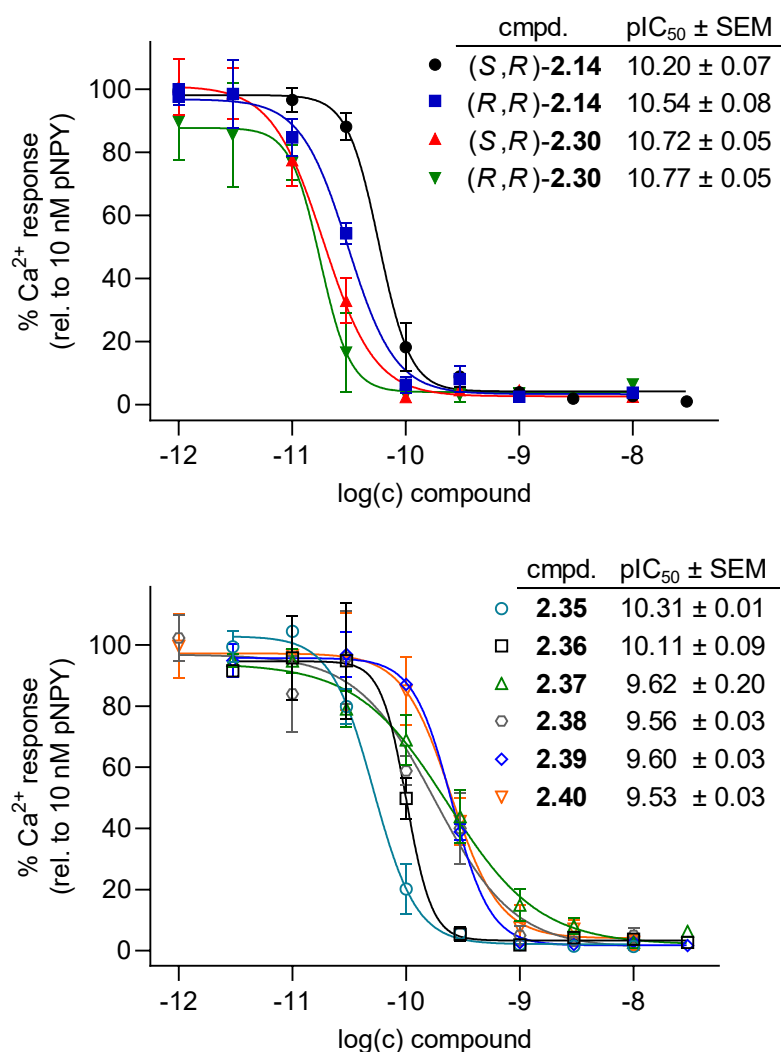 cmpd. pIC50 ± SEM
(S,R)-2.14 10.20 ± 0.07
(R,R)-2.14 10.54 ± 0.08
(S,R)-2.30 10.72 ± 0.05
(R,R)-2.30 10.77 ± 0.05
% Ca2+ response
(rel. to 10 nM pNPY)
100
80
60
40
20
0
-12 -11 -10 -9 -8
log(c) compound
cmpd. pIC50 ± SEM
2.35 10.31 ± 0.01
2.36 10.11 ± 0.09
2.37 9.62 ± 0.20
2.38 9.56 ± 0.03
2.39 9.60 ± 0.03
2.40 9.53 ± 0.03
% Ca2+ response
(rel. to 10 nM pNPY)
100
80
60
40
20
0
-12 -11 -10 -9 -8
log(c) compound